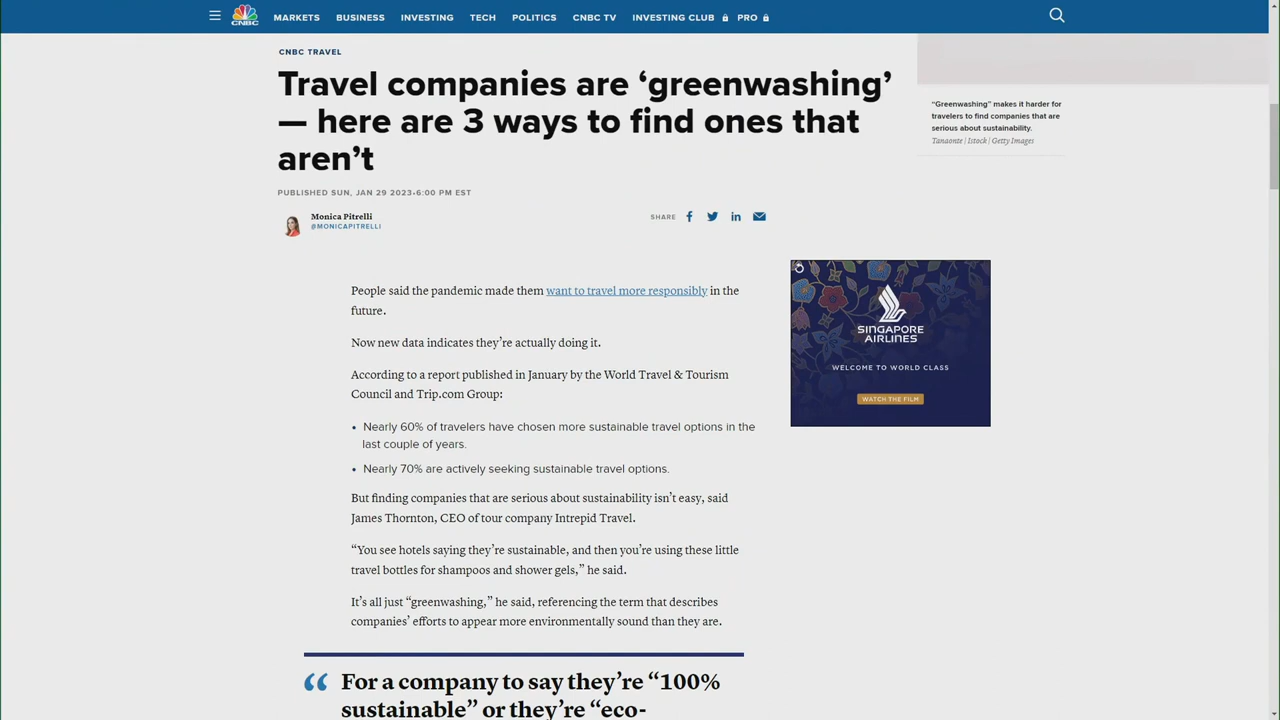 MARKETS BUSINESS INVESTING TECH POLITICS CNBC TV INVESTING CLUB PRO
CNBC
CNBC TRAVEL
Travel companies are ‘greenwashing’
— here are 3 ways to find ones that
aren’t
PUBLISHED SUN, JAN 29 2023•6:00 PM EST
Monica Pitrelli
@MONICAPITRELLI
SHARE
“Greenwashing” makes it harder for
travelers to find companies that are
serious about sustainability.
Tanaonte | Istock | Getty Images
People said the pandemic made them want to travel more responsibly in the
future.
Now new data indicates they’re actually doing it.
According to a report published in January by the World Travel & Tourism
Council and Trip.com Group:
• Nearly 60% of travelers have chosen more sustainable travel options in the
last couple of years.
• Nearly 70% are actively seeking sustainable travel options.
But finding companies that are serious about sustainability isn’t easy, said
James Thornton, CEO of tour company Intrepid Travel.
“You see hotels saying they’re sustainable, and then you’re using these little
travel bottles for shampoos and shower gels,” he said.
It’s all just “greenwashing,” he said, referencing the term that describes
companies’ efforts to appear more environmentally sound than they are.
“ For a company to say they’re “100%
sustainable” or they’re “eco-
SINGAPORE
AIRLINES
WELCOME TO WORLD CLASS
WATCH THE FILM